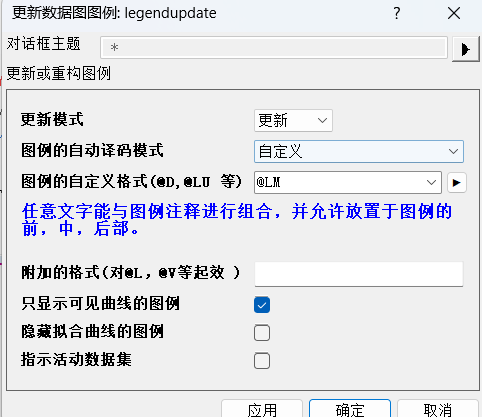 更新数据图图例: legendupdate
对话框主题 *
更新或重构图例
更新模式 更新
图例的自动译码模式 自定义
图例的自定义格式(@D,@LU 等) @LM
任意文字能与图例注释进行组合，并允许放置于图例的
前，中，后部。
附加的格式(对@L，@V等起效 )
只显示可见曲线的图例
隐藏拟合曲线的图例
指示活动数据集
应用 确定 取消